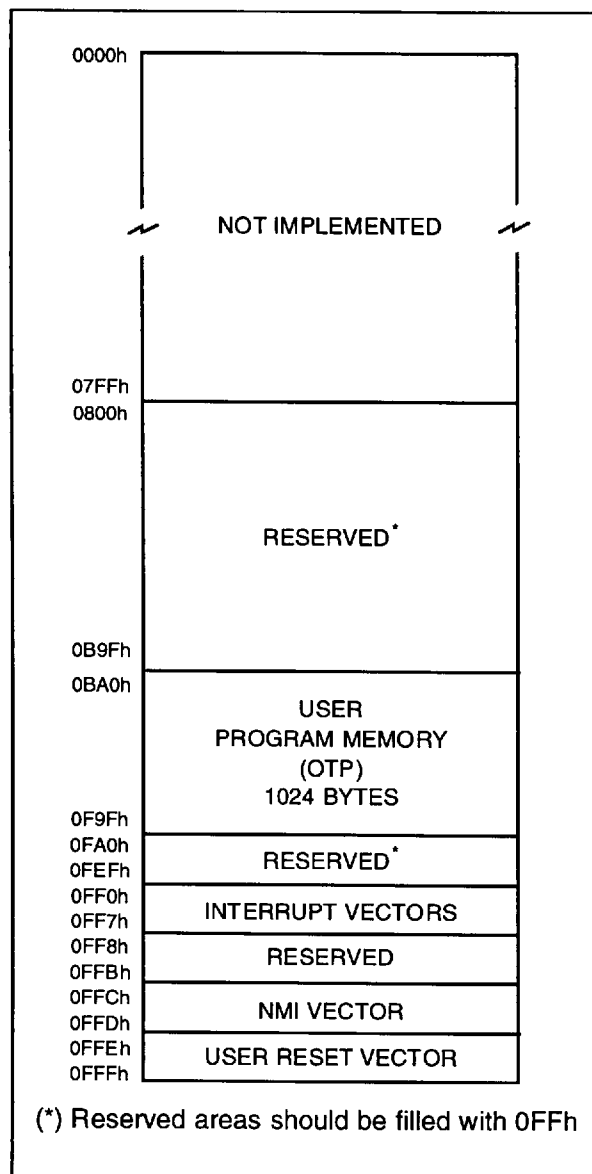 0000h
NOT IMPLEMENTED
07FFh
0800h
RESERVED*
0B9Fh
0BA0h
USER
PROGRAM MEMORY
(OTP)
1024 BYTES
0F9Fh
0FA0h
RESERVED*
0FEFh
0FF0h
INTERRUPT VECTORS
0FF7h
0FF8h
RESERVED
0FFBh
0FFCh
NMI VECTOR
0FFDh
0FFEh
USER RESET VECTOR
0FFFh
(*) Reserved areas should be filled with 0FFh